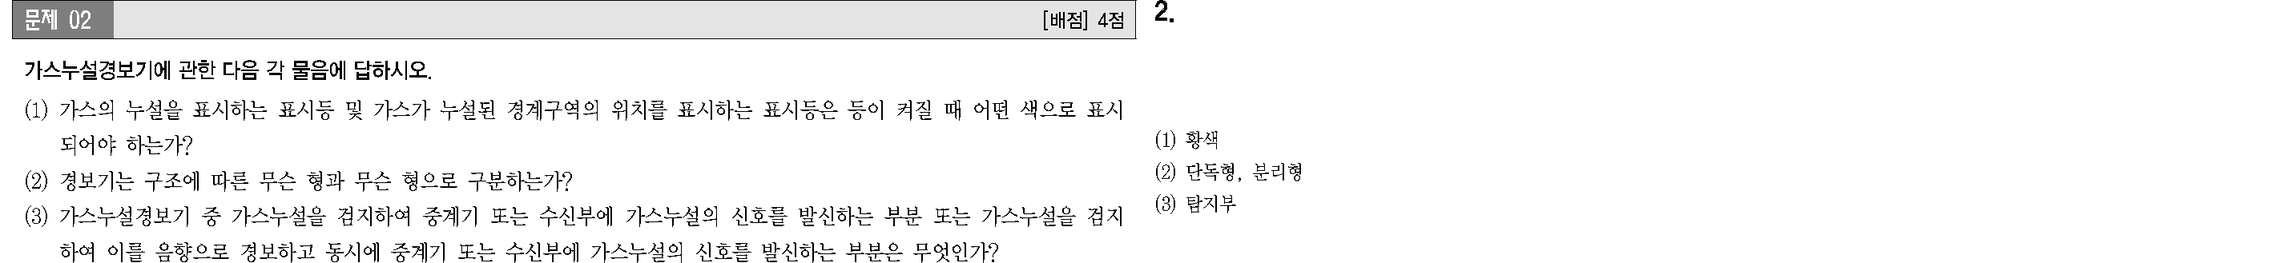 문제 02
[배점] 4점
가스누설경보기에 관한 다음 각 물음에 답하시오.
(1) 가스의 누설을 표시하는 표시등 및 가스가 누설된 경계구역의 위치를 표시하는 표시등은 등이 켜질 때 어떤 색으로 표시
되어야 하는가?
(2) 경보기는 구조에 따른 무슨 형과 무슨 형으로 구분하는가?
(3) 가스누설경보기 중 가스누설을 검지하여 중계기 또는 수신부에 가스누설의 신호를 발신하는 부분 또는 가스누설을 검지
하여 이를 음향으로 경보하고 동시에 중계기 또는 수신부에 가스누설의 신호를 발신하는 부분은 무엇인가?
2.
(1) 황색
(2) 단독형, 분리형
(3) 탐지부